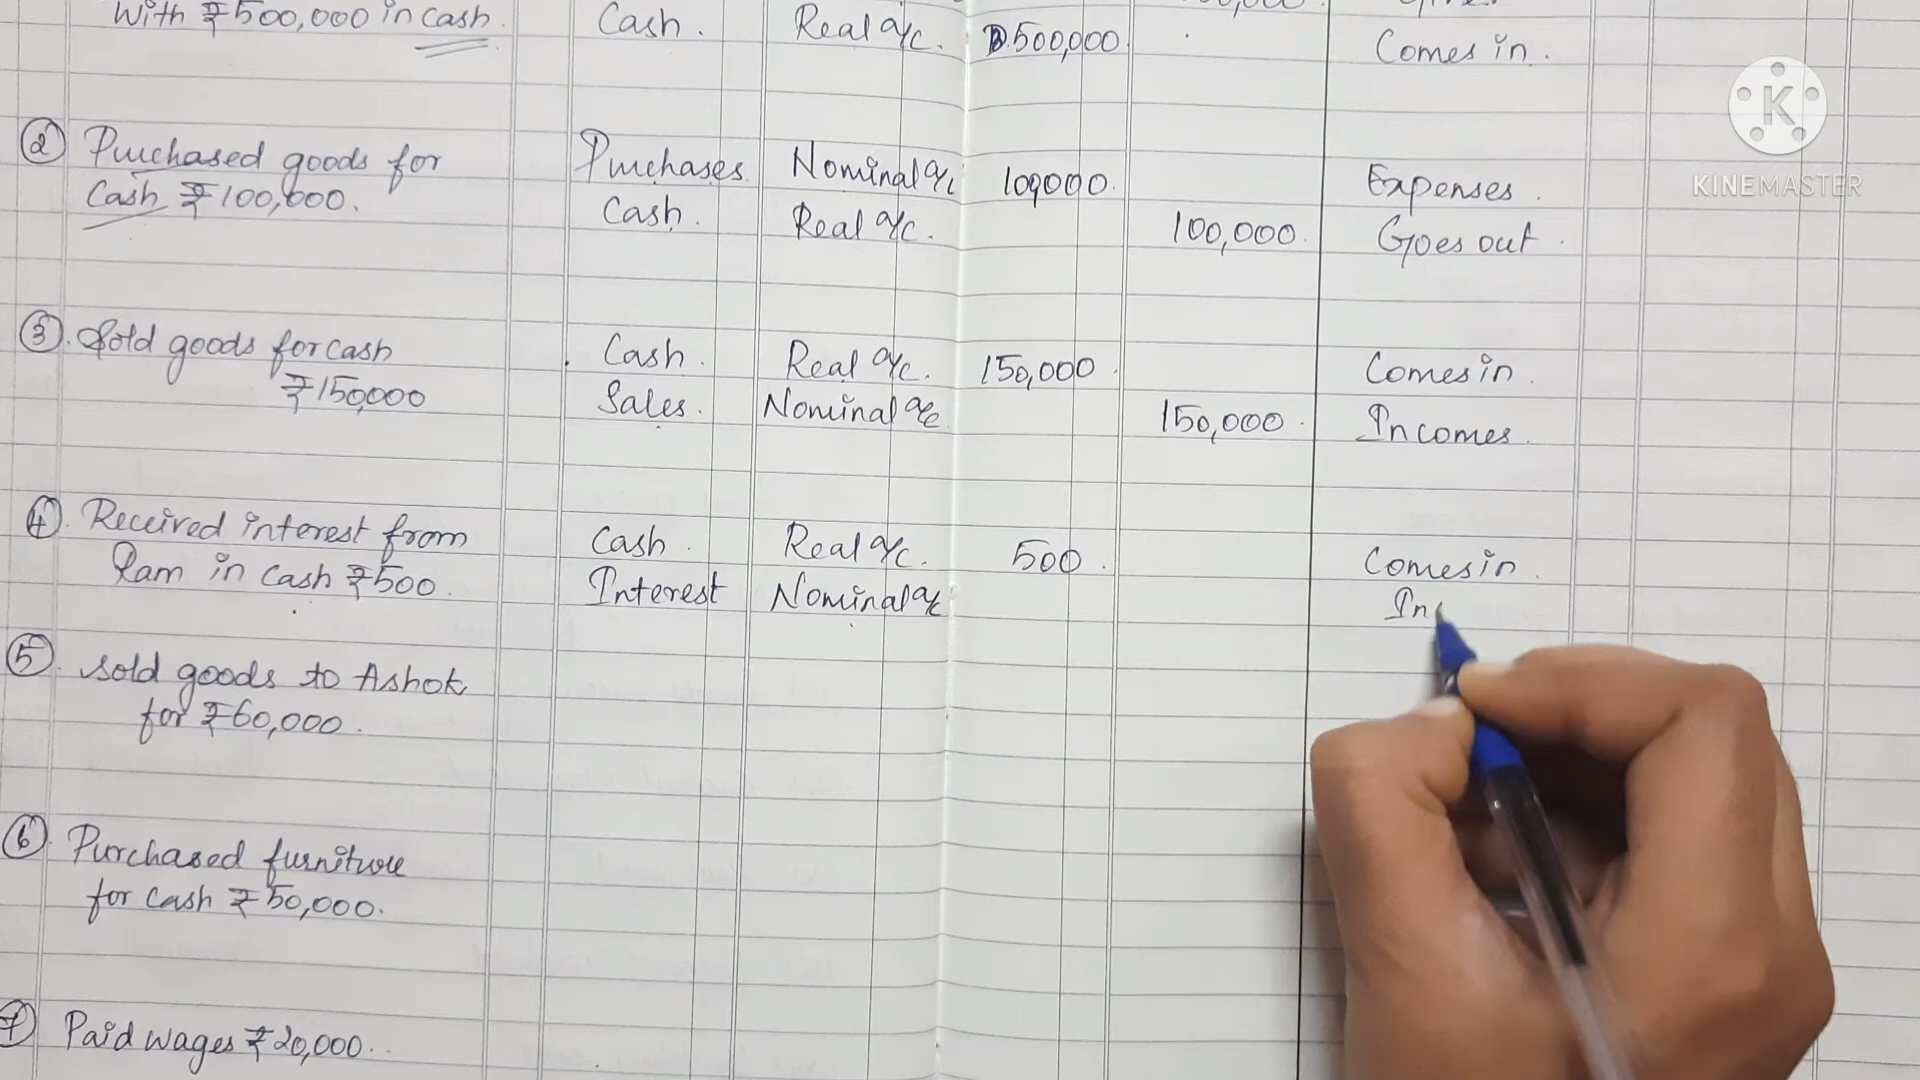 With ₹500,000 in cash. Cash. Real a/c. 500,000 Comes in.
② Purchased goods for Purchases. Nominal a/c 100000. Expenses.
Cash ₹100,000. Cash. Real a/c. 100,000. Goes out.
③. Sold goods for cash Cash. Real a/c. 150,000 Comes in.
₹150,000 Sales. Nominal a/c 150,000. Incomes.
④. Received interest from Cash. Real a/c. 500. Comes in.
Ram in cash ₹500. Interest Nominal a/c Inc
⑤. sold goods to Ashok
for ₹60,000.
⑥. Purchased furniture
for cash ₹50,000.
⑦ Paid wages ₹20,000..
K
KINEMASTER